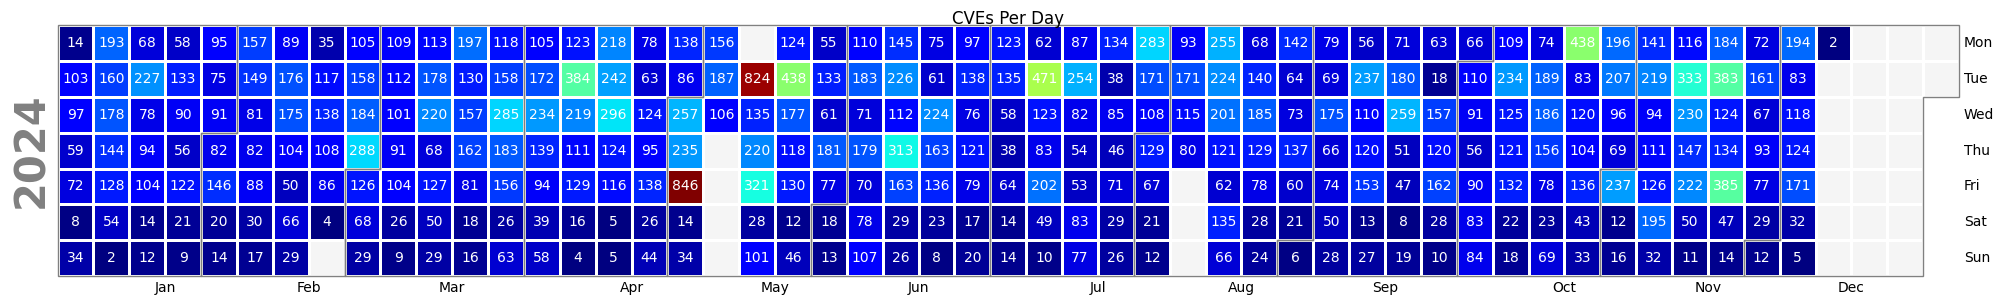 CVEs Per Day
14 193 68 58 95 157 89 35 105 109 113 197 118 105 123 218 78 138 156 124 55 110 145 75 97 123 62 87 134 283 93 255 68 142 79 56 71 63 66 109 74 438 196 141 116 184 72 194 2 Mon
103 160 227 133 75 149 176 117 158 112 178 130 158 172 384 242 63 86 187 824 438 133 183 226 61 138 135 471 254 38 171 171 224 140 64 69 237 180 18 110 234 189 83 207 219 333 383 161 83 Tue
97 178 78 90 91 81 175 138 184 101 220 157 285 234 219 296 124 257 106 135 177 61 71 112 224 76 58 123 82 85 108 115 201 185 73 175 110 259 157 91 125 186 120 96 94 230 124 67 118 Wed
59 144 94 56 82 82 104 108 288 91 68 162 183 139 111 124 95 235 220 118 181 179 313 163 121 38 83 54 46 129 80 121 129 137 66 120 51 120 56 121 156 104 69 111 147 134 93 124 Thu
72 128 104 122 146 88 50 86 126 104 127 81 156 94 129 116 138 846 321 130 77 70 163 136 79 64 202 53 71 67 62 78 60 74 153 47 162 90 132 78 136 237 126 222 385 77 171 Fri
8 54 14 21 20 30 66 4 68 26 50 18 26 39 16 5 26 14 28 12 18 78 29 23 17 14 49 83 29 21 135 28 21 50 13 8 28 83 22 23 43 12 195 50 47 29 32 Sat
34 2 12 9 14 17 29 29 9 29 16 63 58 4 5 44 34 101 46 13 107 26 8 20 14 10 77 26 12 66 24 6 28 27 19 10 84 18 69 33 16 32 11 14 12 5 Sun
2024
Jan Feb Mar Apr May Jun Jul Aug Sep Oct Nov Dec